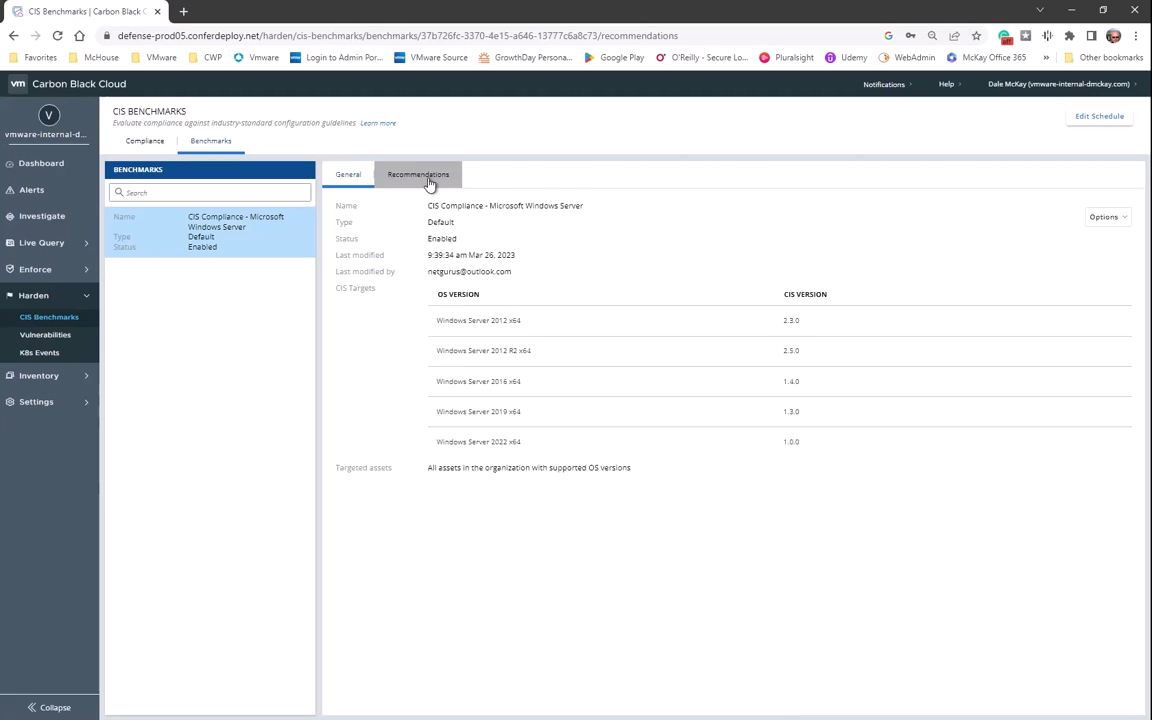 CIS Benchmarks | Carbon Black C
defense-prod05.conferdeploy.net/harden/cis-benchmarks/benchmarks/37b726fc-3370-4e15-a646-13777c6a8c73/recommendations
Favorites McHouse VMware CWP Vmware Login to Admin Por... VMware Source GrowthDay Persona... Google Play O'Reilly - Secure Lo... Pluralsight Udemy WebAdmin McKay Office 365 » Other bookmarks
vm Carbon Black Cloud Notifications Help Dale McKay (vmware-internal-dmckay.com)
V
vmware-internal-d...
Dashboard
Alerts
Investigate
Live Query
Enforce
Harden
CIS Benchmarks
Vulnerabilities
K8s Events
Inventory
Settings
Collapse
CIS BENCHMARKS
Evaluate compliance against industry-standard configuration guidelines Learn more
Edit Schedule
Compliance Benchmarks
BENCHMARKS
Search
Name CIS Compliance - Microsoft
Windows Server
Type Default
Status Enabled
General Recommendations
Name CIS Compliance - Microsoft Windows Server
Options
Type Default
Status Enabled
Last modified 9:39:34 am Mar 26, 2023
Last modified by netgurus@outlook.com
CIS Targets
OS VERSION CIS VERSION
Windows Server 2012 x64 2.3.0
Windows Server 2012 R2 x64 2.5.0
Windows Server 2016 x64 1.4.0
Windows Server 2019 x64 1.3.0
Windows Server 2022 x64 1.0.0
Targeted assets All assets in the organization with supported OS versions